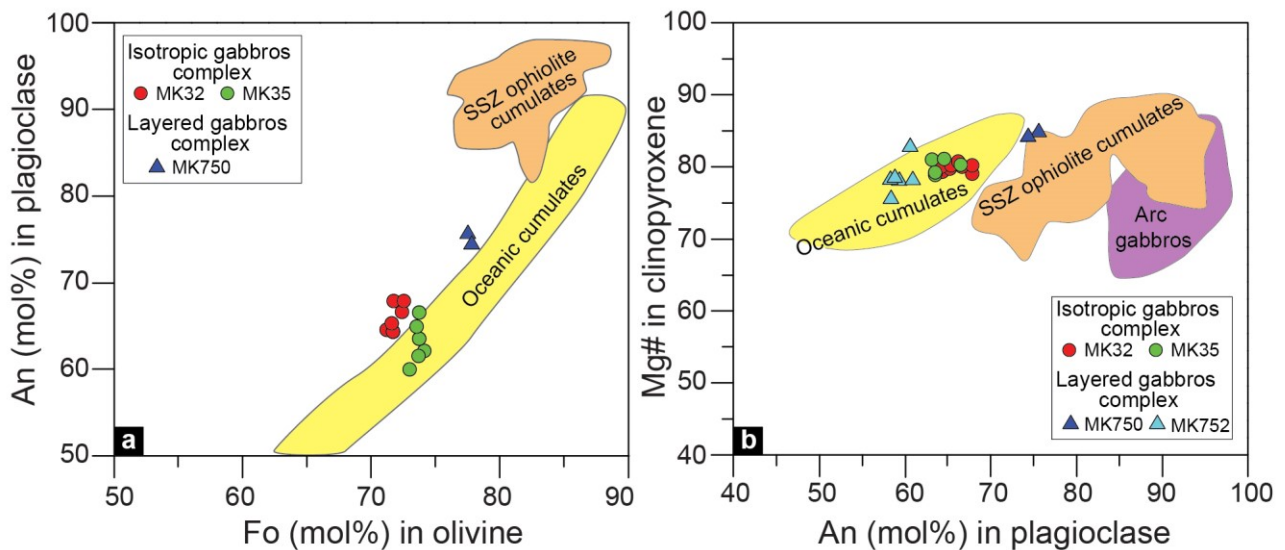 An (mol%) in plagioclase
100
90
80
70
60
50
Isotropic gabbros
complex
MK32 MK35
Layered gabbros
complex
MK750
SSZ ophiolite
cumulates
Oceanic cumulates
a
50 60 70 80 90
Fo (mol%) in olivine
Mg# in clinopyroxene
100
90
80
70
60
50
40
Oceanic cumulates
SSZ ophiolite cumulates
Arc
gabbros
Isotropic gabbros
complex
MK32 MK35
Layered gabbros
complex
MK750 MK752
b
40 50 60 70 80 90 100
An (mol%) in plagioclase